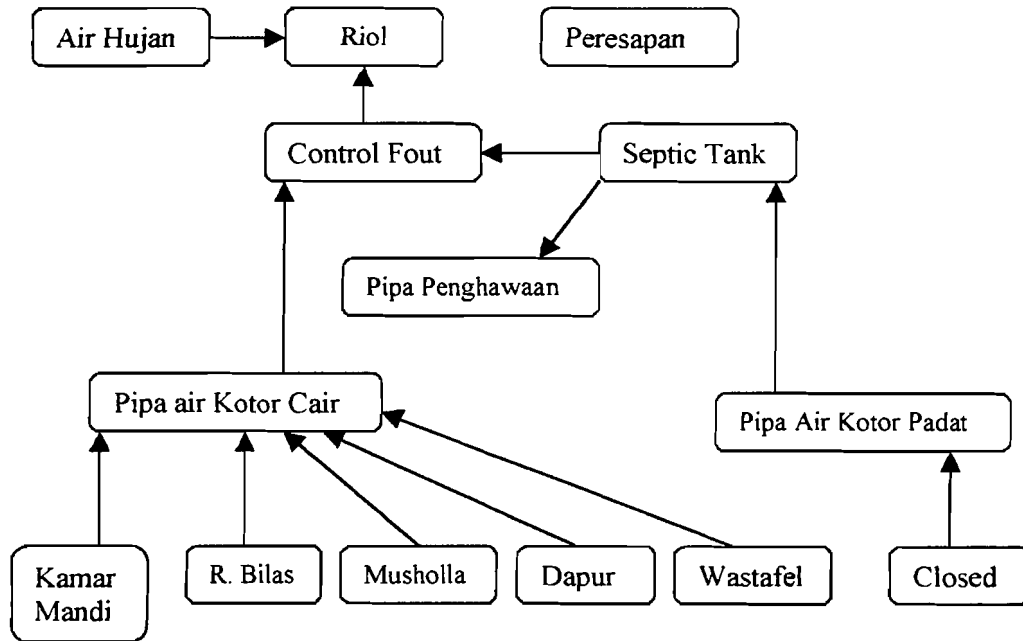 Air Hujan
Riol
Peresapan
Control Fout
Septic Tank
Pipa Penghawaan
Pipa air Kotor Cair
Pipa Air Kotor Padat
Kamar
Mandi
R. Bilas
Musholla
Dapur
Wastafel
Closed